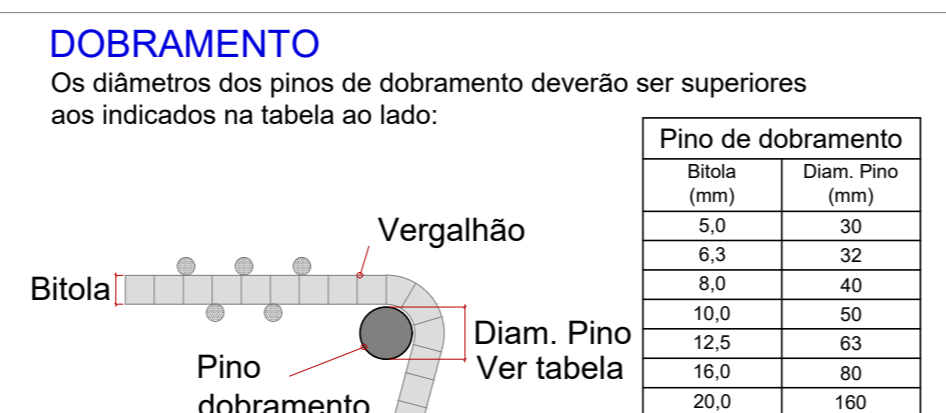 DOBRAMENTO
Os diâmetros dos pinos de dobramento deverão ser superiores
aos indicados na tabela ao lado:
Pino de dobramento
Bitola Diam. Pino
(mm) (mm)
5,0 30
6,3 32
8,0 40
10,0 50
12,5 63
16,0 80
20,0 160
Vergalhão
Bitola
Diam. Pino
Ver tabela
Pino
dobramento